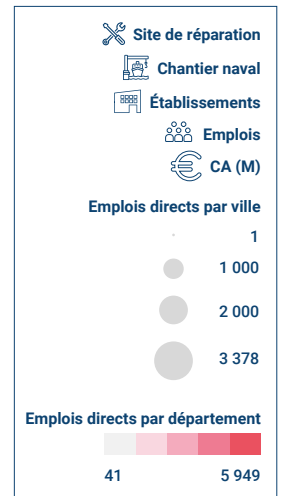 Site de réparation
Chantier naval
Établissements
Emplois
CA (M)
Emplois directs par ville
1
1 000
2 000
3 378
Emplois directs par département
41 5 949